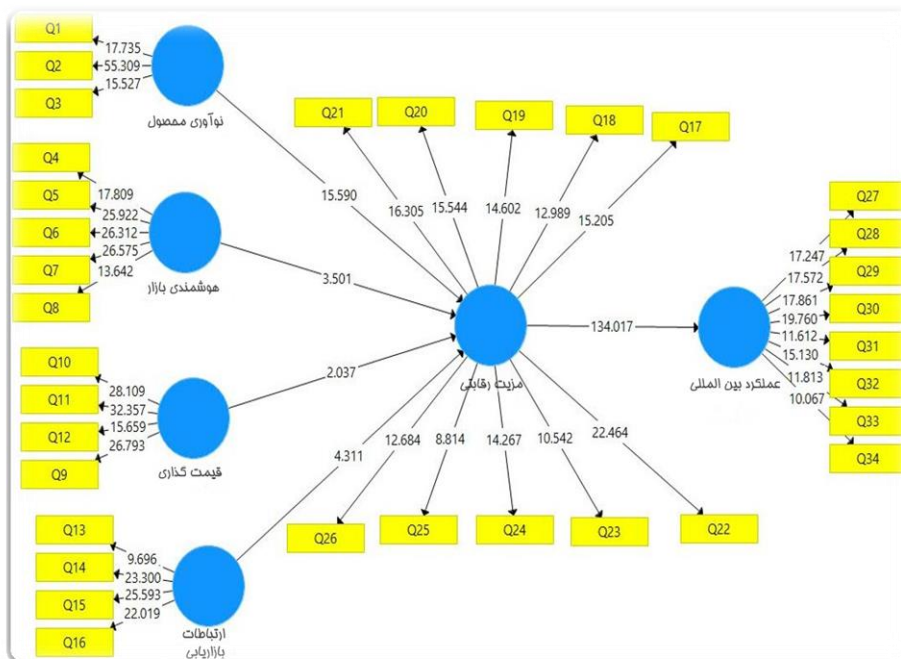 Q1
17.735
Q2
55.309
Q3
15.527
نوآوری محصول
Q4
17.809
Q5
25.922
Q6
26.312
Q7
26.575
Q8
13.642
هوشمندی بازار
Q10
28.109
Q11
32.357
Q12
15.659
Q9
26.793
قیمت گذاری
Q13
9.696
Q14
23.300
Q15
25.593
Q16
22.019
ارتباطات
بازاریابی
15.590
3.501
2.037
4.311
Q21
Q20
Q19
Q18
Q17
16.305
15.544
14.602
12.989
15.205
مزیت رقابتی
12.684
8.814
14.267
10.542
22.464
Q26
Q25
Q24
Q23
Q22
134.017
عملکرد بین المللی
Q27
17.247
Q28
17.572
Q29
17.861
Q30
19.760
Q31
11.612
Q32
15.130
Q33
11.813
Q34
10.067